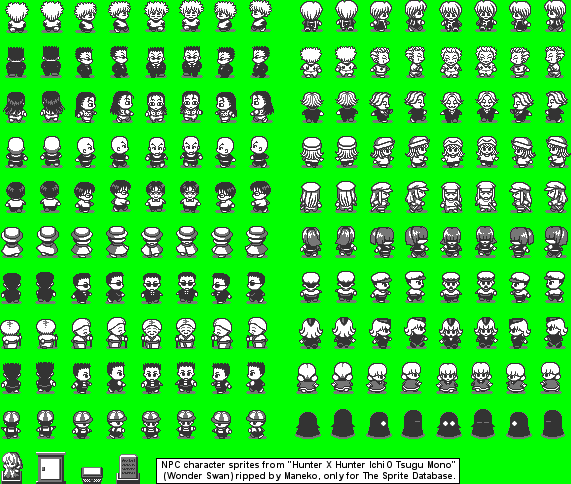 NPC character sprites from "Hunter X Hunter Ichi0 Tsugu Mono"
(Wonder Swan) ripped by Maneko, only for The Sprite Database.